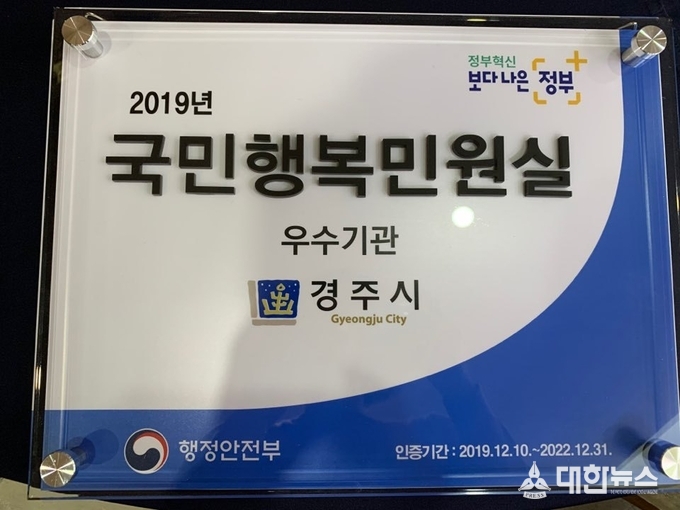 정부혁신
보다 나은 정부
2019년
국민행복민원실
우수기관
경주시
Gyeongju City
행정안전부
인증기간 : 2019.12.10.~2022.12.31.
대한뉴스
PRESS